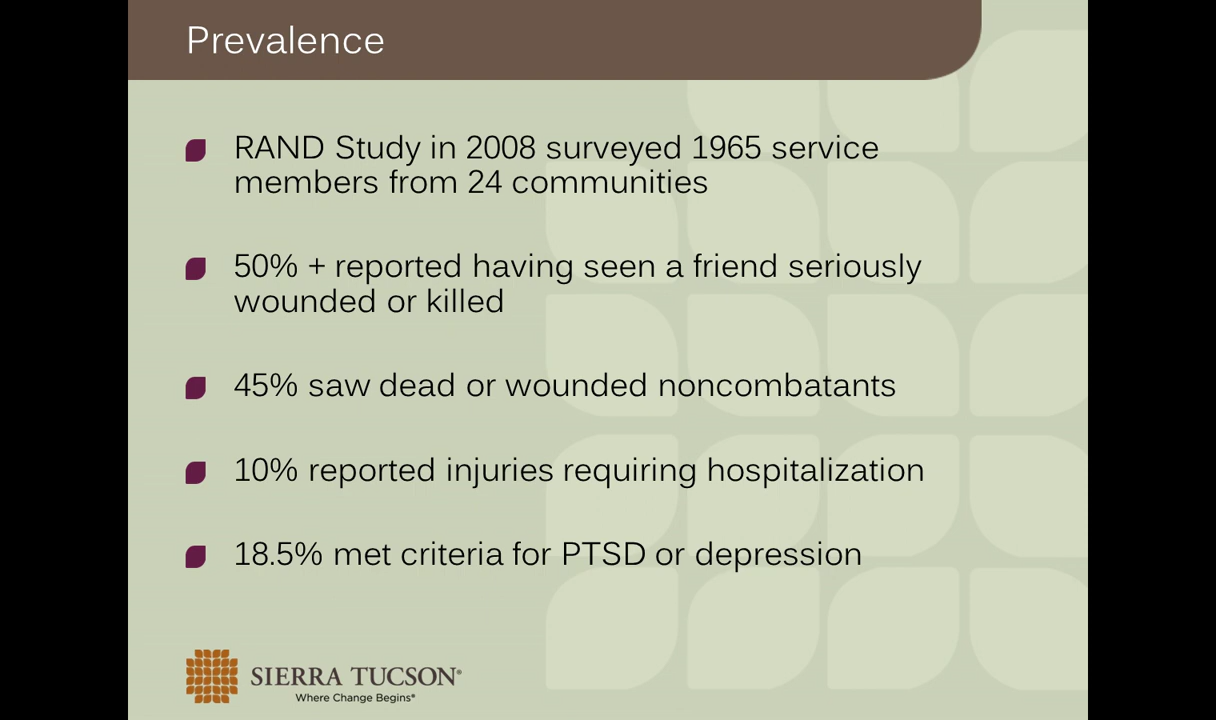 Prevalence
RAND Study in 2008 surveyed 1965 service
members from 24 communities
50% + reported having seen a friend seriously
wounded or killed
45% saw dead or wounded noncombatants
10% reported injuries requiring hospitalization
18.5% met criteria for PTSD or depression
SIERRA TUCSON®
Where Change Begins®